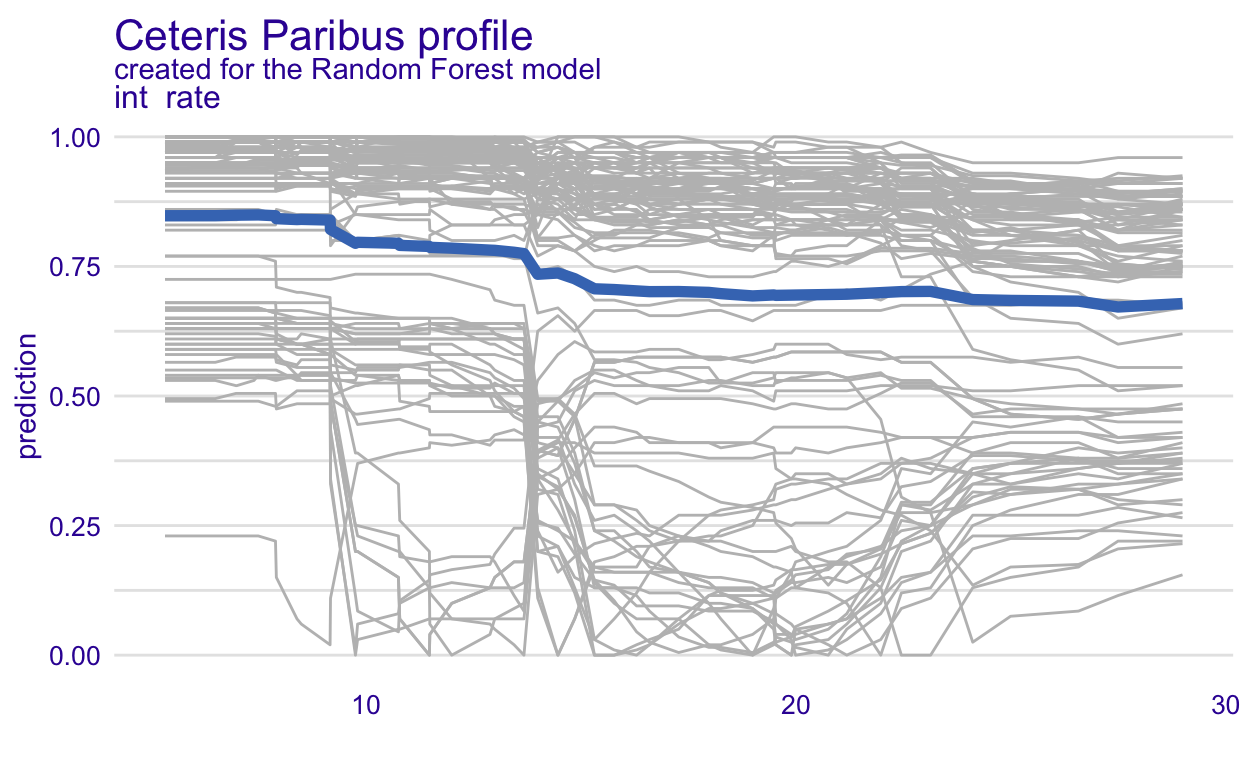 Ceteris Paribus profile
created for the Random Forest model
int  rate
1.00
0.75
0.50
0.25
0.00
prediction
10
20
30